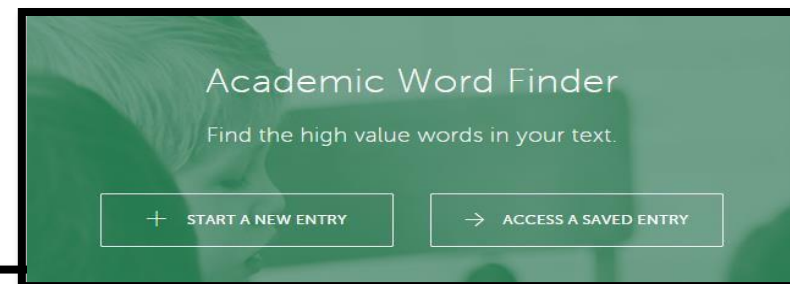 Academic Word Finder
Find the high value words in your text.
+ START A NEW ENTRY
→ ACCESS A SAVED ENTRY